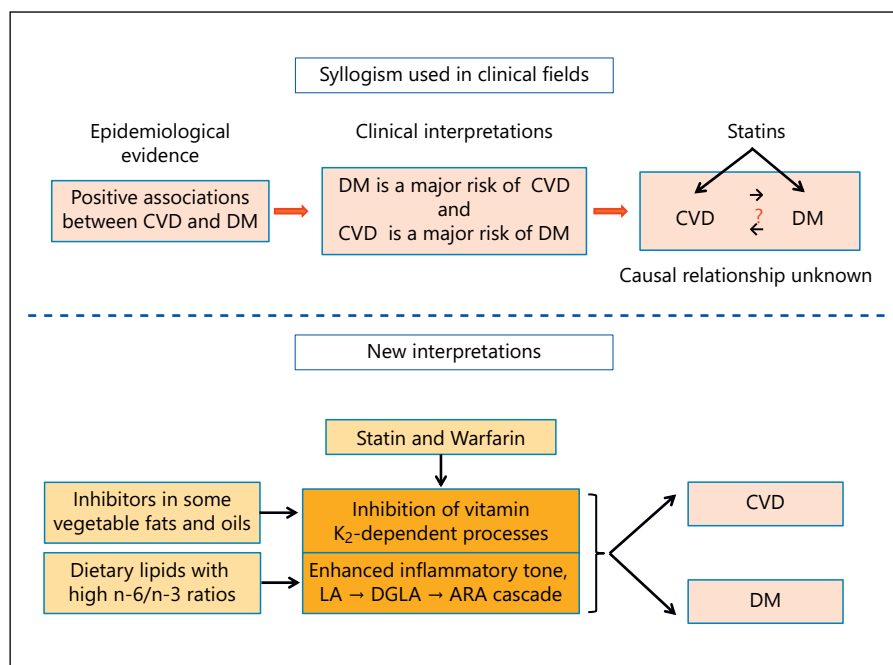 Syllogism used in clinical fields
Epidemiological
evidence
Positive associations
between CVD and DM
Clinical interpretations
DM is a major risk of CVD
and
CVD is a major risk of DM
Statins
CVD → ? ← DM
Causal relationship unknown
New interpretations
Statin and Warfarin
Inhibitors in some
vegetable fats and oils
Inhibition of vitamin
K₂-dependent processes
Dietary lipids with
high n-6/n-3 ratios
Enhanced inflammatory tone,
LA → DGLA → ARA cascade
CVD
DM